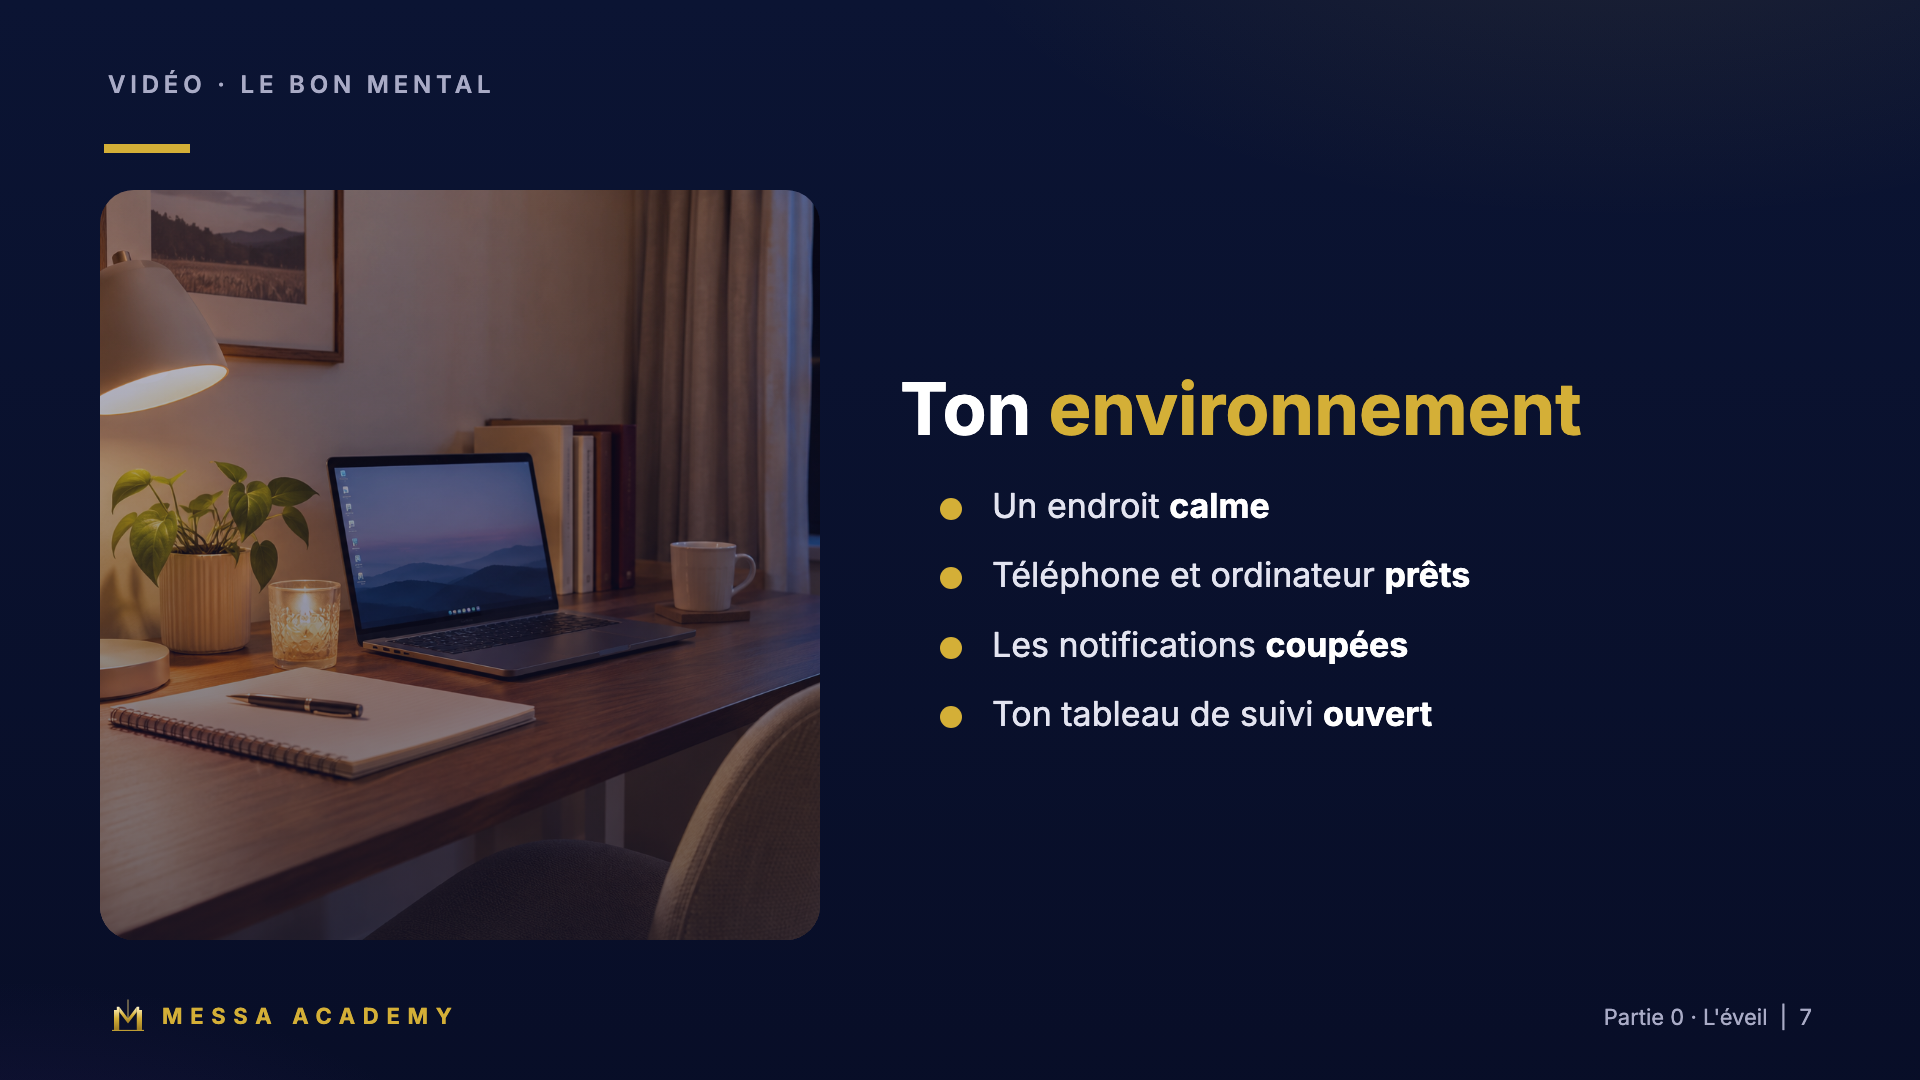 VIDÉO · LE BON MENTAL
Ton environnement
Un endroit calme
Téléphone et ordinateur prêts
Les notifications coupées
Ton tableau de suivi ouvert
MESSA ACADEMY
Partie 0 · L'éveil | 7